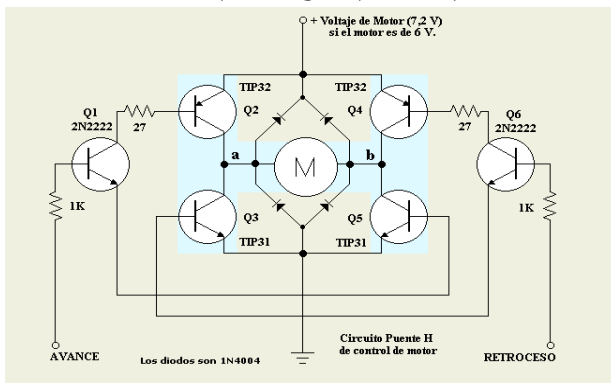 + Voltaje de Motor (7,2 V)
si el motor es de 6 V.
TIP32
TIP32
Q1
2N2222
27
Q2
Q4
27
Q6
2N2222
a
M
b
1K
Q3
Q5
1K
TIP31
TIP31
AVANCE
Los diodos son 1N4004
Circuito Puente H
de control de motor
RETROCESO